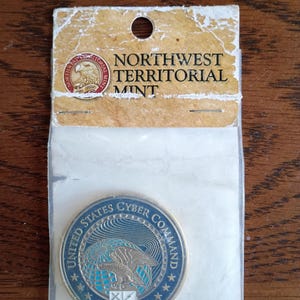 NORTHWEST
TERRITORIAL
MINT
UNITED STATES CYBER COMMAND